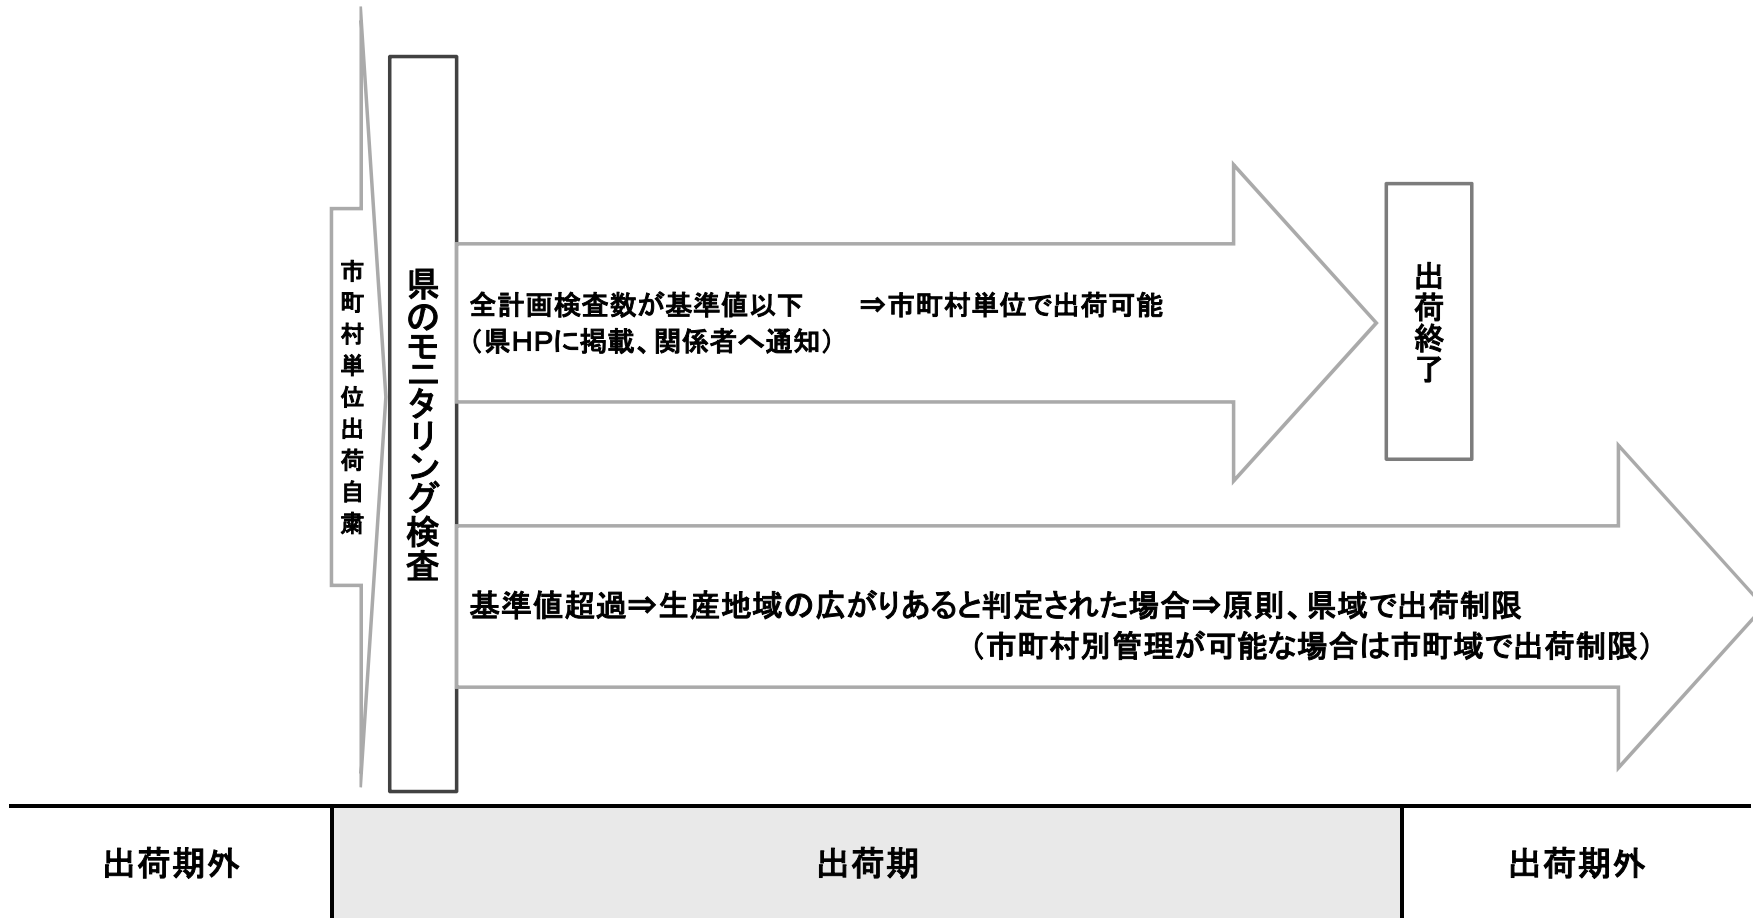 市町村単位出荷自粛
県のモニタリング検査
全計画検査数が基準値以下　　⇒市町村単位で出荷可能
（県HPに掲載、関係者へ通知）
出荷終了
基準値超過⇒生産地域の広がりあると判定された場合⇒原則、県域で出荷制限
（市町村別管理が可能な場合は市町域で出荷制限）
出荷期外
出荷期
出荷期外